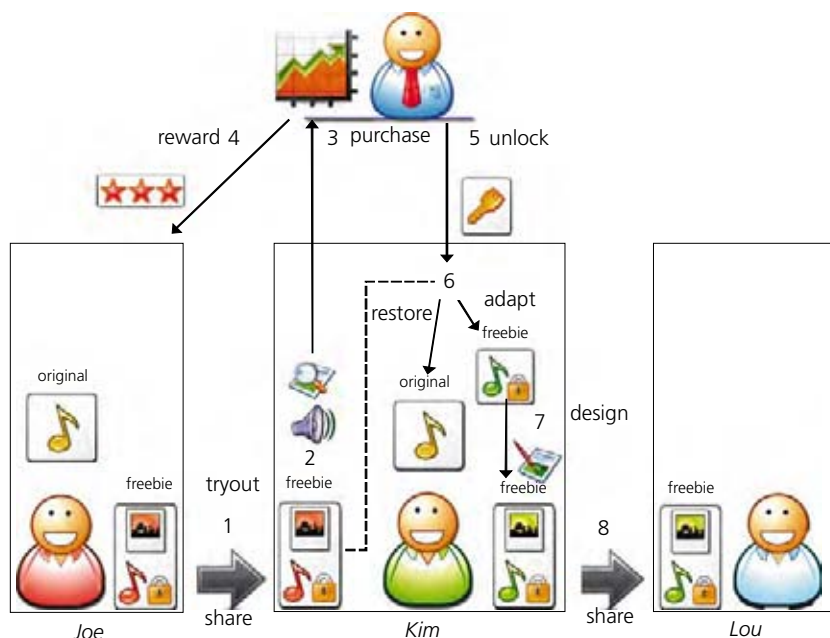 reward 4
3 purchase
5 unlock
6
restore
adapt
freebie
original
original
7
design
2
freebie
tryout
freebie
freebie
freebie
1
8
share
share
Joe
Kim
Lou